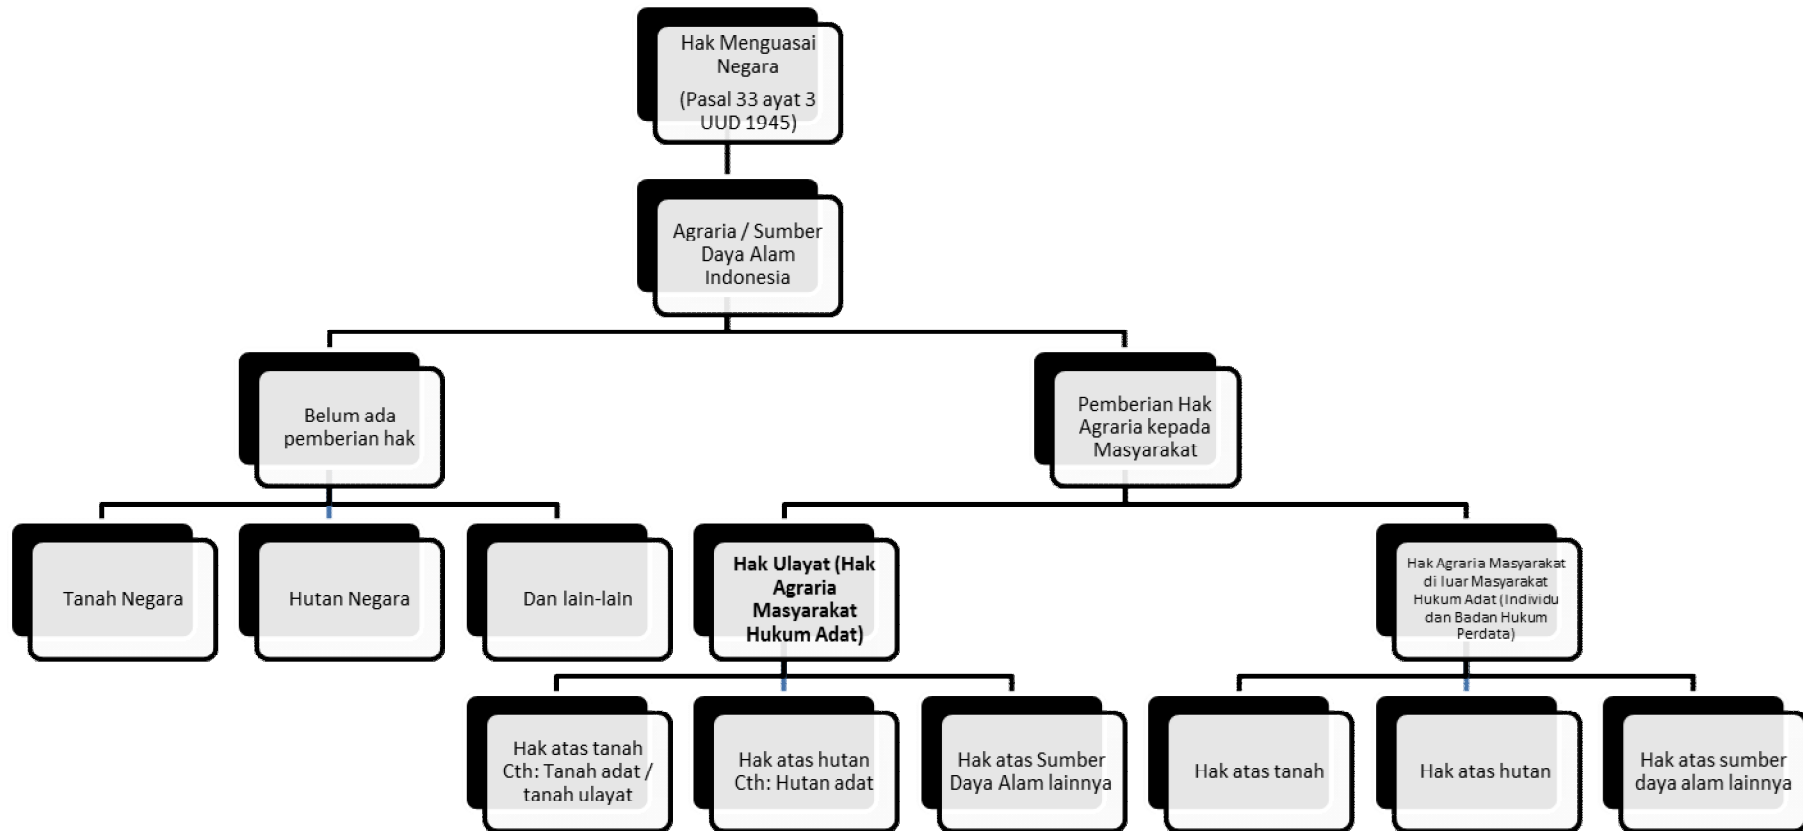 Hak Menguasai
Negara
(Pasal 33 ayat 3
UUD 1945)
Agraria / Sumber
Daya Alam
Indonesia
Belum ada
pemberian hak
Pemberian Hak
Agraria kepada
Masyarakat
Tanah Negara
Hutan Negara
Dan lain-lain
Hak Ulayat (Hak
Agraria
Masyarakat
Hukum Adat)
Hak Agraria Masyarakat
di luar Masyarakat
Hukum Adat (Individu
dan Badan Hukum
Perdata)
Hak atas tanah
Cth: Tanah adat /
tanah ulayat
Hak atas hutan
Cth: Hutan adat
Hak atas Sumber
Daya Alam lainnya
Hak atas tanah
Hak atas hutan
Hak atas sumber
daya alam lainnya